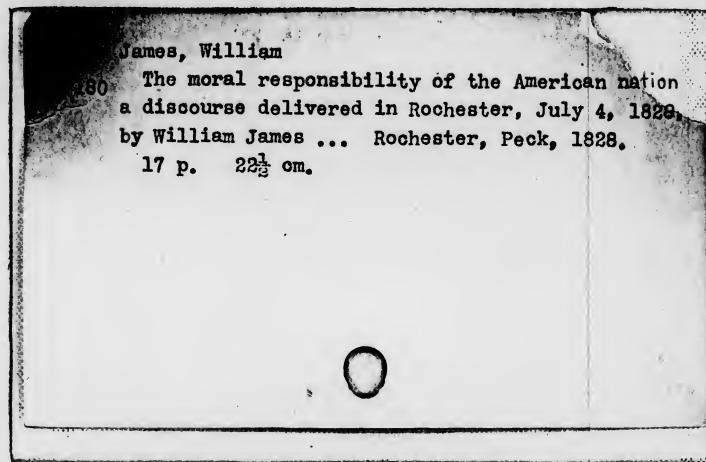 James, William
180 The moral responsibility of the American nation
a discourse delivered in Rochester, July 4, 1828,
by William James ... Rochester, Peck, 1828.
17 p. 22½ cm.